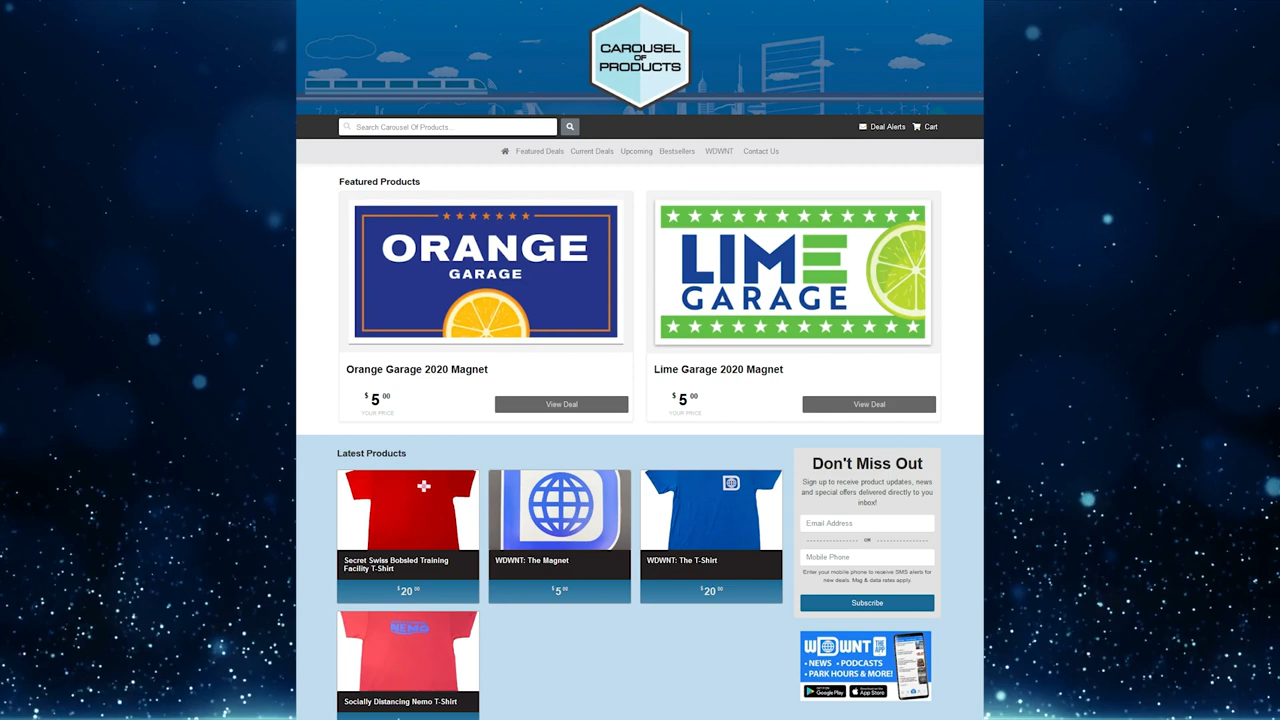 CAROUSEL
OF
PRODUCTS
Search Carousel Of Products...
Deal Alerts
Cart
Featured Deals
Current Deals
Upcoming
Bestsellers
WDWNT
Contact Us
Featured Products
ORANGE
GARAGE
LIME
GARAGE
Orange Garage 2020 Magnet
$ 5 00
YOUR PRICE
View Deal
Lime Garage 2020 Magnet
$ 5 00
YOUR PRICE
View Deal
Latest Products
Secret Swiss Bobsled Training
Facility T-Shirt
$ 20 00
WDWNT: The Magnet
$ 5 00
WDWNT: The T-Shirt
$ 20 00
NEMO
Socially Distancing Nemo T-Shirt
Don't Miss Out
Sign up to receive product updates, news
and special offers delivered directly to you
inbox!
Email Address
OR
Mobile Phone
Enter your mobile phone to receive SMS alerts for
new deals. Msg & data rates apply.
Subscribe
WDWNT THE APP
• NEWS • PODCASTS
• PARK HOURS & MORE!
Google Play
App Store